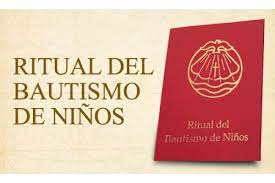 RITUAL DEL
BAUTISMO
DE NIÑOS
Ritual del
Bautismo de Niños